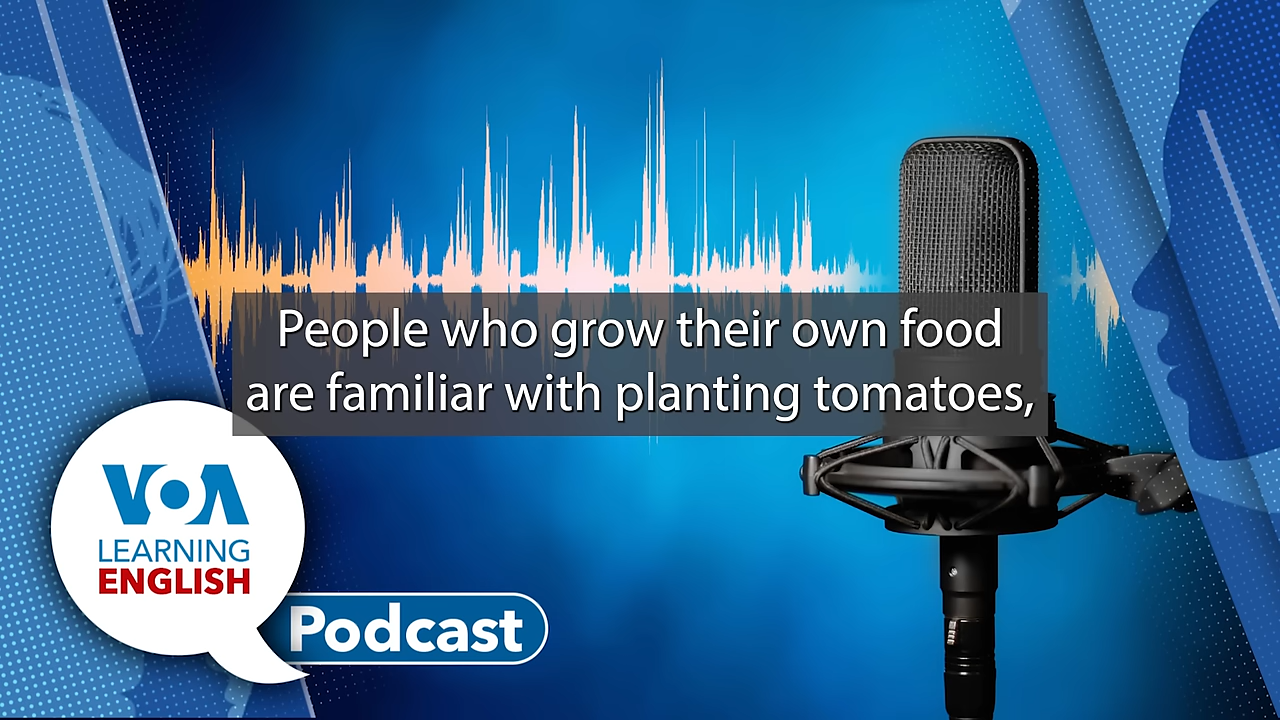 People who grow their own food
are familiar with planting tomatoes,
VOA
LEARNING
ENGLISH
Podcast